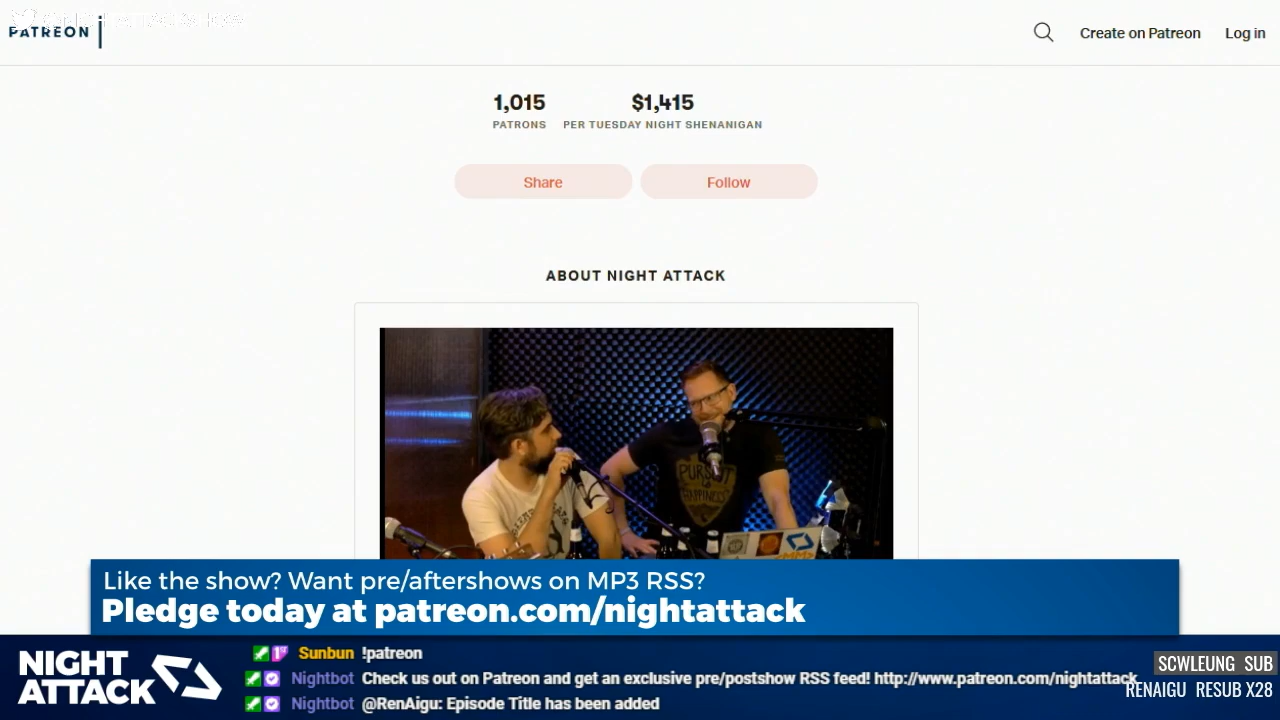 PATREON
Create on Patreon
Log in
1,015
$1,415
PATRONS
PER TUESDAY NIGHT SHENANIGAN
Share
Follow
ABOUT NIGHT ATTACK
PURSUIT
HAPPINESS
Like the show? Want pre/aftershows on MP3 RSS?
Pledge today at patreon.com/nightattack
NIGHT
ATTACK
Sunbun !patreon
Nightbot Check us out on Patreon and get an exclusive pre/postshow RSS feed! http://www.patreon.com/nightattack
Nightbot @RenAigu: Episode Title has been added
SCWLEUNG SUB
RENAIGU RESUB X28